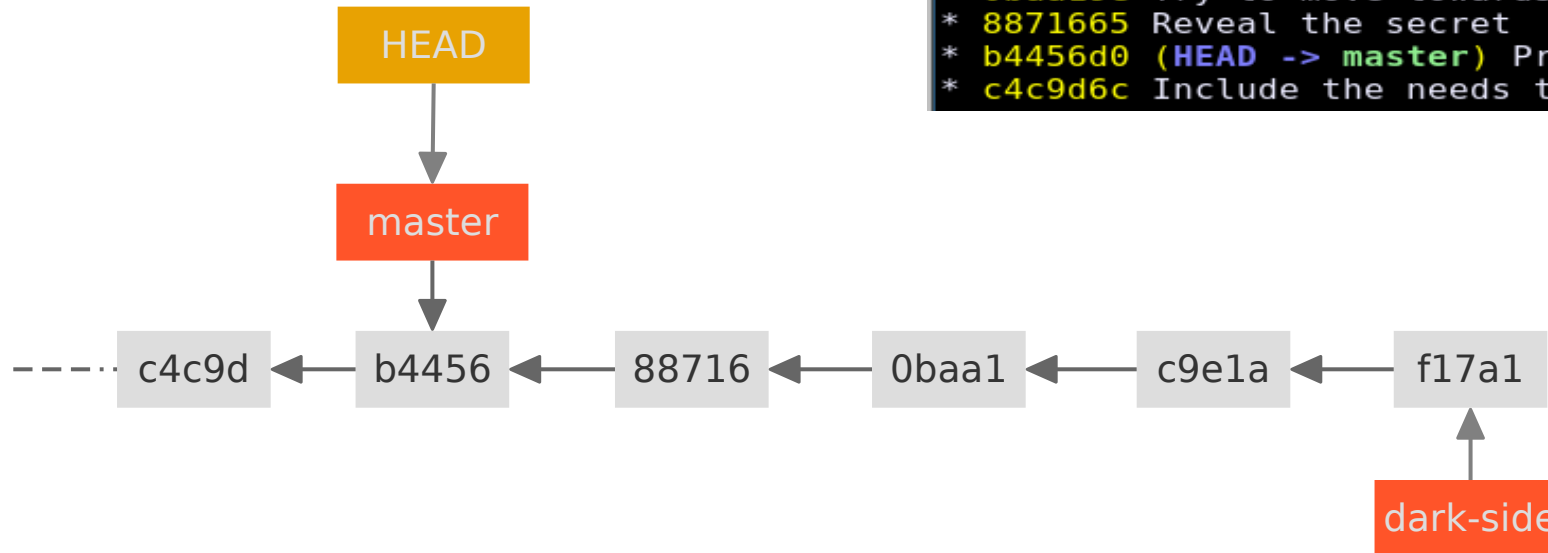 HEAD
* 8871665 Reveal the secret
* b4456d0 (HEAD -> master)
* c4c9d6c Include the needs
master
c4c9d
b4456
88716
0baa1
c9e1a
f17a1
dark-side